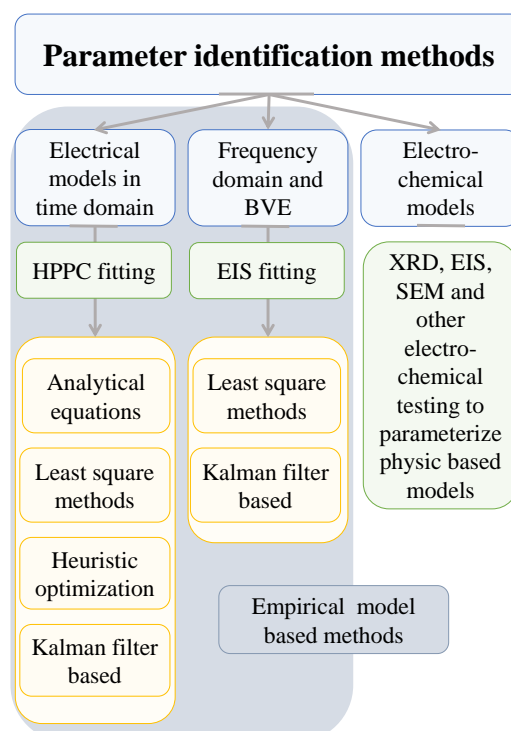 Parameter identification methods
Electrical
models in
time domain
Frequency
domain and
BVE
Electro-
chemical
models
HPPC fitting
EIS fitting
XRD, EIS,
SEM and
other
electro-
chemical
testing to
parameterize
physic based
models
Analytical
equations
Least square
methods
Heuristic
optimization
Kalman filter
based
Least square
methods
Kalman filter
based
Empirical model
based methods